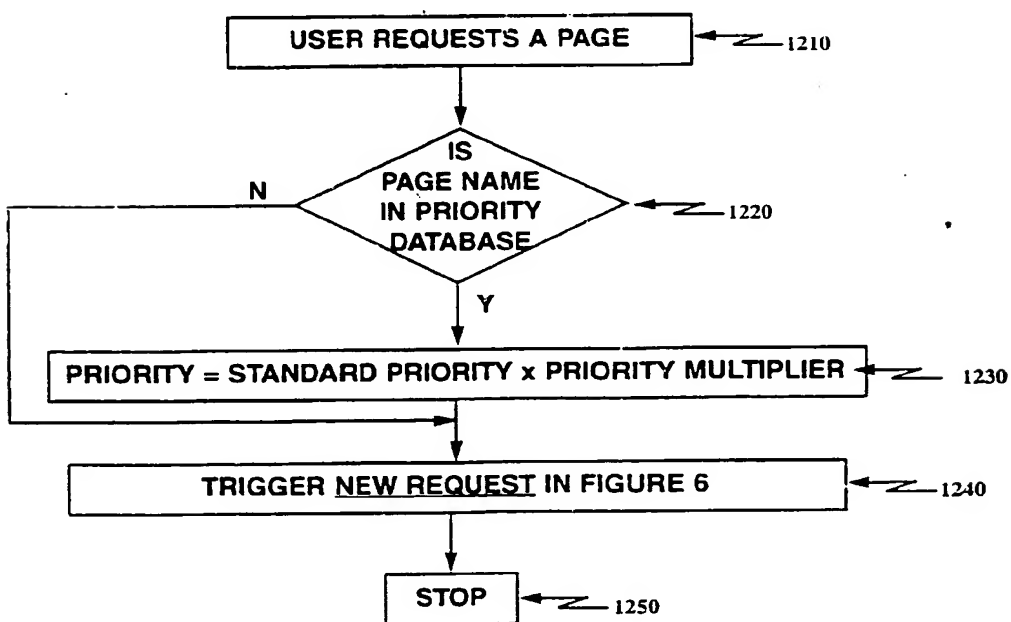 USER REQUESTS A PAGE
1210
IS
PAGE NAME
IN PRIORITY
DATABASE
1220
N
Y
PRIORITY = STANDARD PRIORITY x PRIORITY MULTIPLIER
1230
TRIGGER NEW REQUEST IN FIGURE 6
1240
STOP
1250